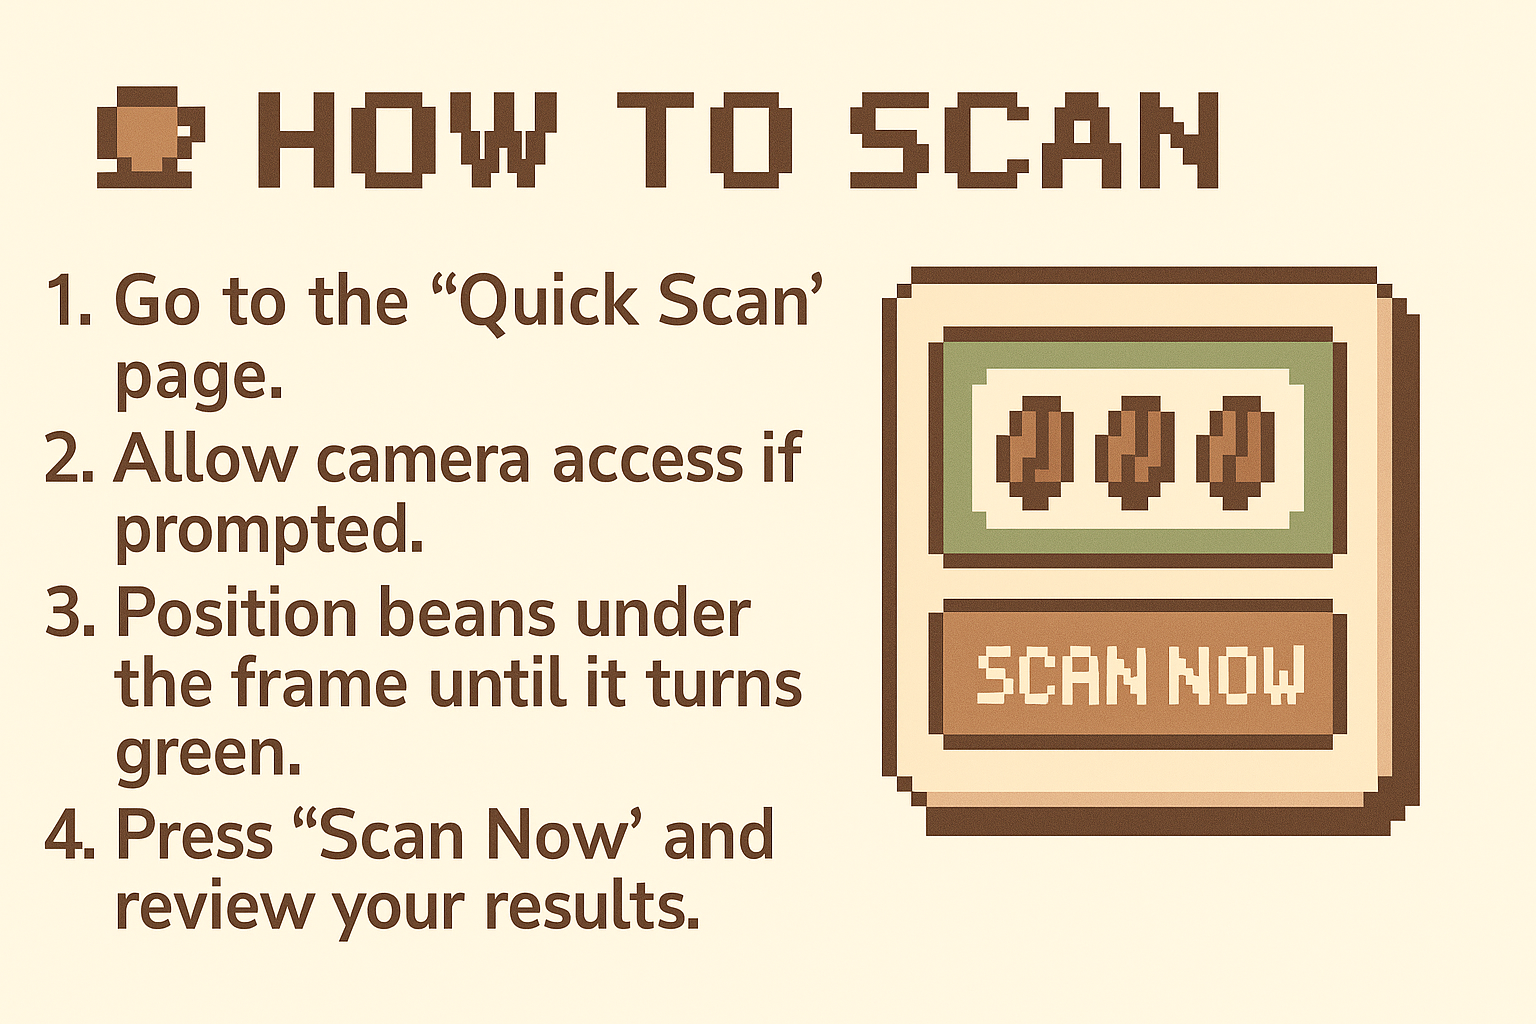 HOW TO SCAN
1. Go to the “Quick Scan’
page.
2. Allow camera access if
prompted.
3. Position beans under
the frame until it turns
green.
4. Press “Scan Now’ and
review your results.
SCAN NOW